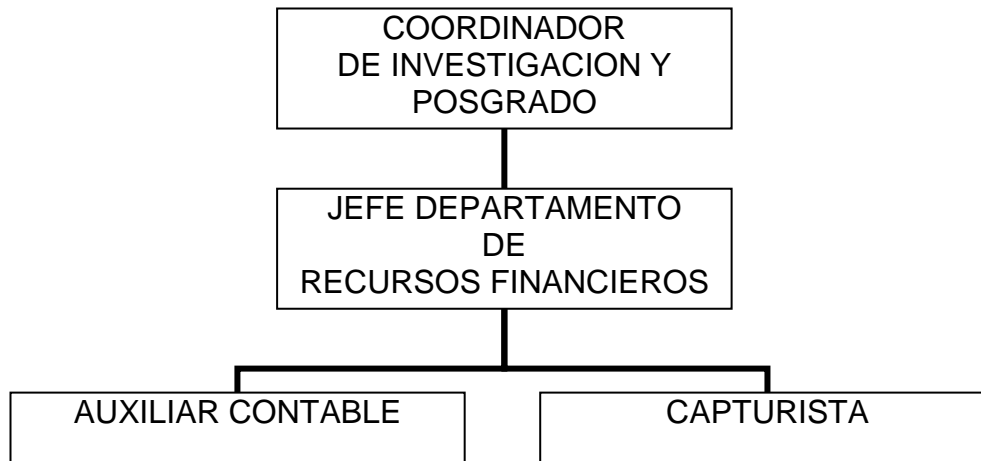 COORDINADOR
DE INVESTIGACION Y
POSGRADO
JEFE DEPARTAMENTO
DE
RECURSOS FINANCIEROS
AUXILIAR CONTABLE
CAPTURISTA